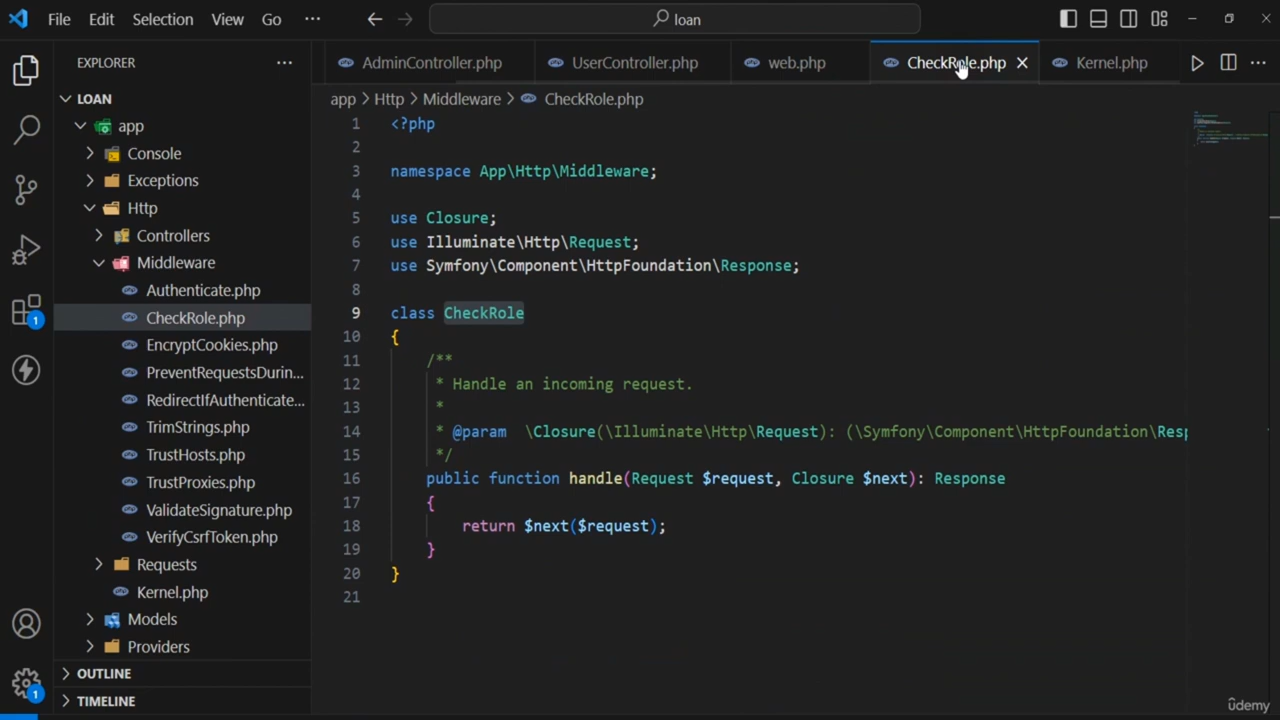 File Edit Selection View Go ··· loan
EXPLORER ···
LOAN
app
Console
Exceptions
Http
Controllers
Middleware
Authenticate.php
CheckRole.php
EncryptCookies.php
PreventRequestsDurin...
RedirectIfAuthenticate...
TrimStrings.php
TrustHosts.php
TrustProxies.php
ValidateSignature.php
VerifyCsrfToken.php
Requests
Kernel.php
Models
Providers
OUTLINE
TIMELINE
1
1
AdminController.php UserController.php web.php CheckRole.php Kernel.php ···
app > Http > Middleware > CheckRole.php
1 <?php
2
3 namespace App\Http\Middleware;
4
5 use Closure;
6 use Illuminate\Http\Request;
7 use Symfony\Component\HttpFoundation\Response;
8
9 class CheckRole
10 {
11 /**
12 * Handle an incoming request.
13 *
14 * @param \Closure(\Illuminate\Http\Request): (\Symfony\Component\HttpFoundation\Resp
15 */
16 public function handle(Request $request, Closure $next): Response
17 {
18 return $next($request);
19 }
20 }
21
ûdemy